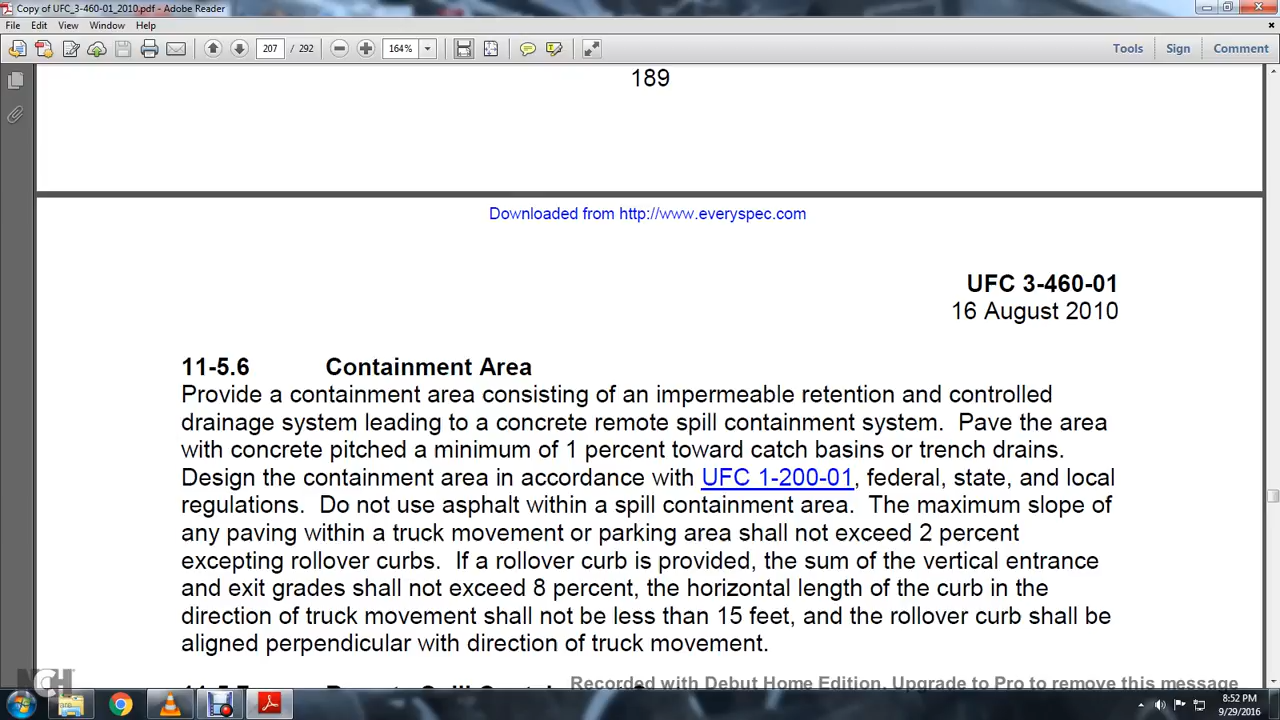 Copy of UFC_3-460-01_2010.pdf - Adobe Reader
File Edit View Window Help
207 / 292 164% Tools Sign Comment
189
Downloaded from http://www.everyspec.com
UFC 3-460-01
16 August 2010
11-5.6 Containment Area
Provide a containment area consisting of an impermeable retention and controlled
drainage system leading to a concrete remote spill containment system. Pave the area
with concrete pitched a minimum of 1 percent toward catch basins or trench drains.
Design the containment area in accordance with UFC 1-200-01, federal, state, and local
regulations. Do not use asphalt within a spill containment area. The maximum slope of
any paving within a truck movement or parking area shall not exceed 2 percent
excepting rollover curbs. If a rollover curb is provided, the sum of the vertical entrance
and exit grades shall not exceed 8 percent, the horizontal length of the curb in the
direction of truck movement shall not be less than 15 feet, and the rollover curb shall be
aligned perpendicular with direction of truck movement.
Recorded with Debut Home Edition. Upgrade to Pro to remove this message
NCH
8:52 PM
9/29/2016